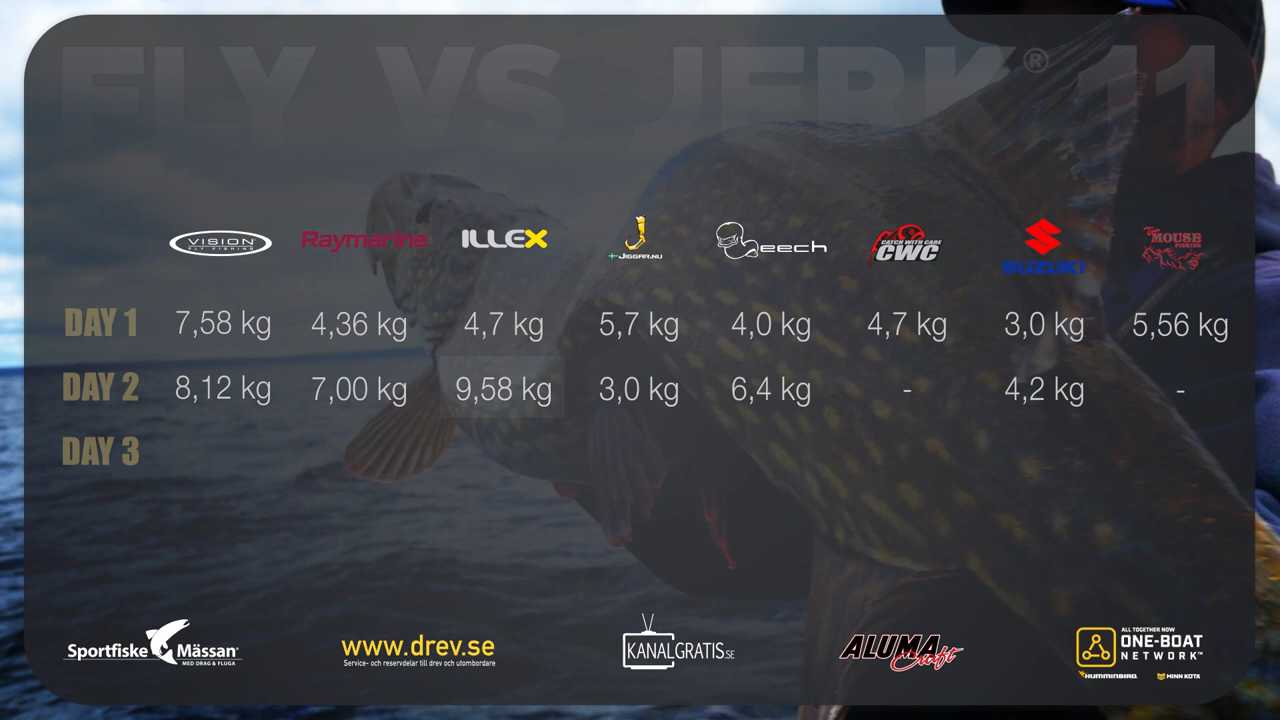 FLY VS JERK® 11
VISION
FLY FISHING
Raymarine
ILLEX
JIGGAR.NU
eech
CATCH WITH CARE
CWC
SUZUKI
MOUSE
FISHING
DAY 1 7,58 kg 4,36 kg 4,7 kg 5,7 kg 4,0 kg 4,7 kg 3,0 kg 5,56 kg
DAY 2 8,12 kg 7,00 kg 9,58 kg 3,0 kg 6,4 kg - 4,2 kg -
DAY 3
Sportfiske Mässan
MED DRAG & FLUGA
www.drev.se
Service- och reservdelar till drev och utombordare
KANALGRATIS.SE
ALUMA
Craft
ALL TOGETHER NOW
ONE-BOAT
NETWORK™
HUMMINBIRD MINN KOTA